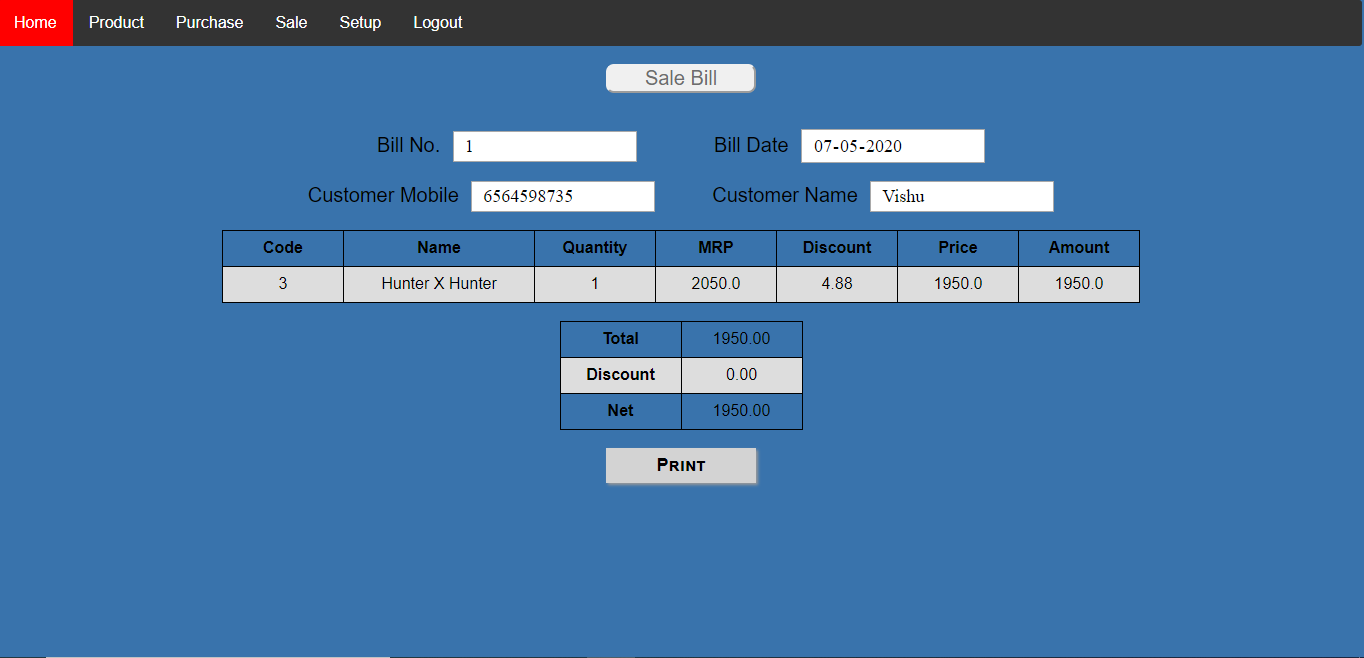 Home Product Purchase Sale Setup Logout
Sale Bill
Bill No. 1 Bill Date 07-05-2020
Customer Mobile 6564598735 Customer Name Vishu
Code Name Quantity MRP Discount Price Amount
3 Hunter X Hunter 1 2050.0 4.88 1950.0 1950.0
Total 1950.00
Discount 0.00
Net 1950.00
Print